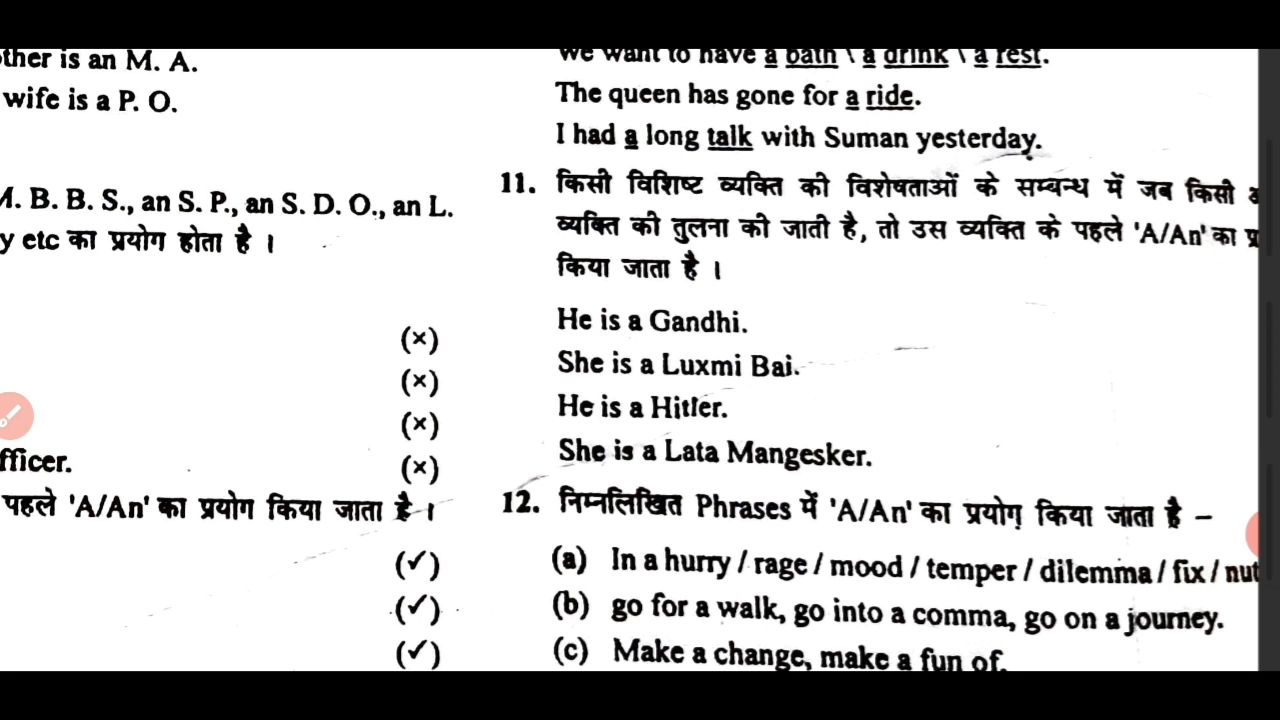 other is an M. A.
wife is a P. O.
M. B. B. S., an S. P., an S. D. O., an L.
y etc का प्रयोग होता है ।
(×)
(×)
(×)
fficer. (×)
पहले 'A/An' का प्रयोग किया जाता है ।
(✓)
(✓)
(✓)
We want to have a bath \ a drink \ a rest.
The queen has gone for a ride.
I had a long talk with Suman yesterday.
11. किसी विशिष्ट व्यक्ति की विशेषताओं के सम्बन्ध में जब किसी
व्यक्ति की तुलना की जाती है, तो उस व्यक्ति के पहले 'A/An' का प्र
किया जाता है ।
He is a Gandhi.
She is a Luxmi Bai.
He is a Hitler.
She is a Lata Mangesker.
12. निम्नलिखित Phrases में 'A/An' का प्रयोग किया जाता है –
(a) In a hurry / rage / mood / temper / dilemma / fix / nut
(b) go for a walk, go into a comma, go on a journey.
(c) Make a change, make a fun of.